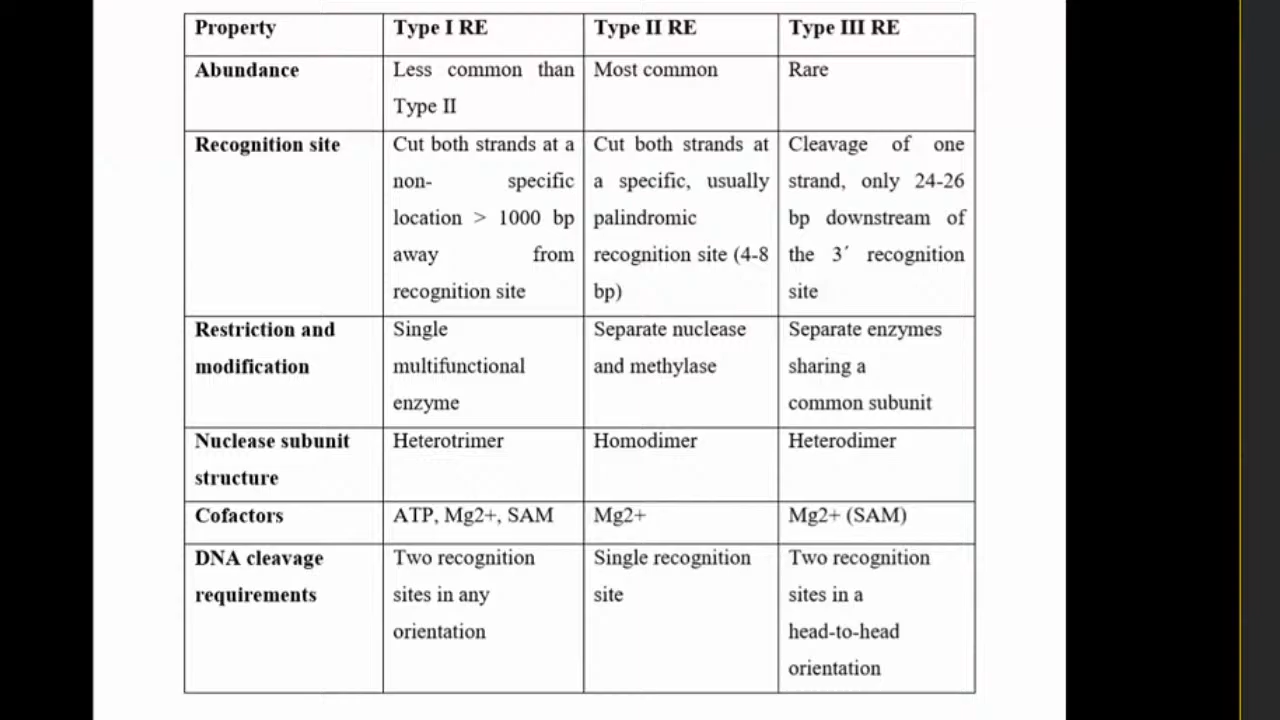 Property Type I RE Type II RE Type III RE
Abundance Less common than Most common Rare
Type II
Recognition site Cut both strands at a Cut both strands at Cleavage of one
non- specific a specific, usually strand, only 24-26
location > 1000 bp palindromic bp downstream of
away from recognition site (4-8 the 3´ recognition
recognition site bp) site
Restriction and Single Separate nuclease Separate enzymes
modification multifunctional and methylase sharing a
enzyme common subunit
Nuclease subunit Heterotrimer Homodimer Heterodimer
structure
Cofactors ATP, Mg2+, SAM Mg2+ Mg2+ (SAM)
DNA cleavage Two recognition Single recognition Two recognition
requirements sites in any site sites in a
orientation head-to-head
orientation